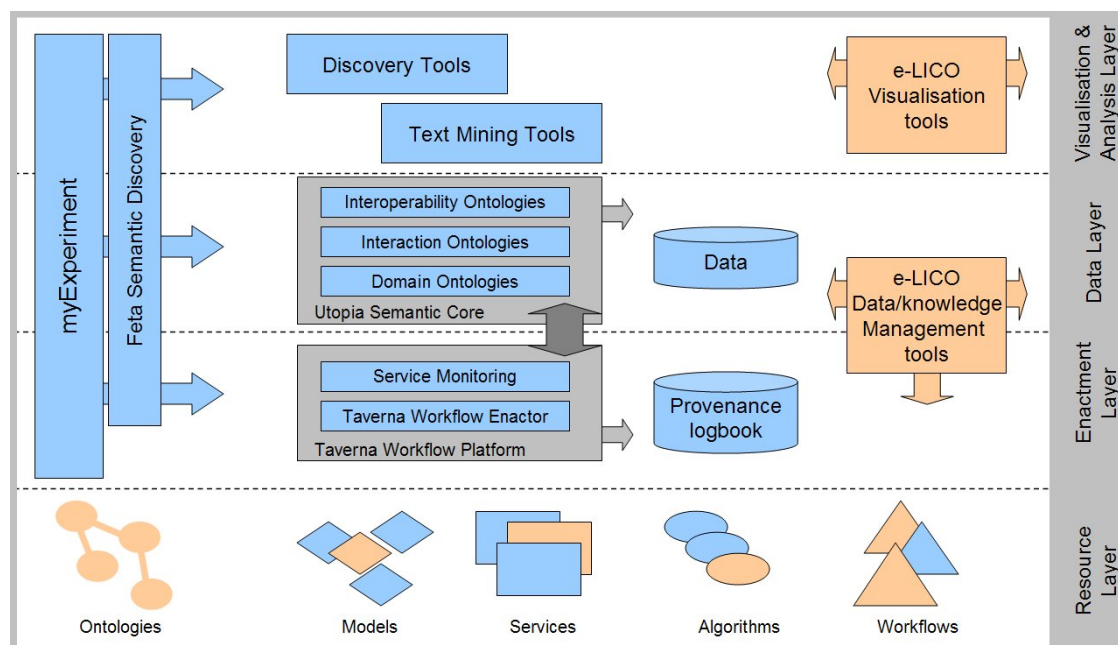 myExperiment
Feta Semantic Discovery
Discovery Tools
Text Mining Tools
e-LICO
Visualisation
tools
Visualisation &
Analysis Layer
Interoperability Ontologies
Interaction Ontologies
Domain Ontologies
Utopia Semantic Core
Data
e-LICO
Data/knowledge
Management
tools
Data Layer
Service Monitoring
Taverna Workflow Enactor
Taverna Workflow Platform
Provenance
logbook
Enactment
Layer
Ontologies
Models
Services
Algorithms
Workflows
Resource
Layer